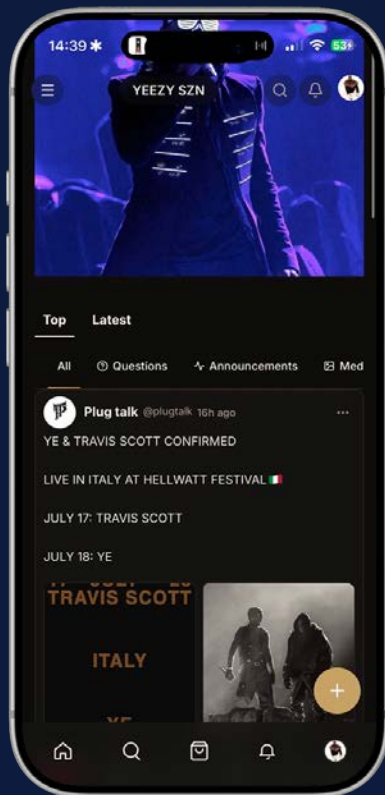 14:39
53
YEEZY SZN
Top Latest
All Questions Announcements Med
Plug talk @plugtalk 16h ago
YE & TRAVIS SCOTT CONFIRMED
LIVE IN ITALY AT HELLWATT FESTIVAL🇮🇹
JULY 17: TRAVIS SCOTT
JULY 18: YE
TRAVIS SCOTT
ITALY
YE